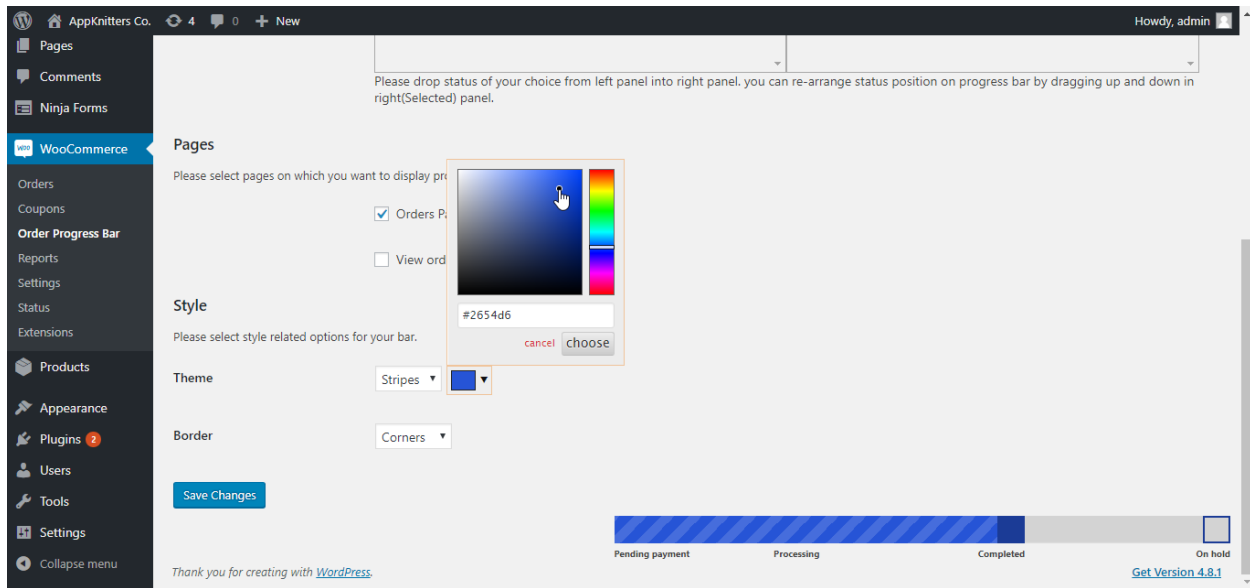 AppKnitters Co. 4 0 New Howdy, admin
Pages
Comments
Ninja Forms
WooCommerce
Orders
Coupons
Order Progress Bar
Reports
Settings
Status
Extensions
Products
Appearance
Plugins 2
Users
Tools
Settings
Collapse menu
Please drop status of your choice from left panel into right panel. you can re-arrange status position on progress bar by dragging up and down in
right(Selected) panel.
Pages
Please select pages on which you want to display pr
Orders P
View ord
#2654d6
cancel choose
Style
Please select style related options for your bar.
Theme Stripes
Border Corners
Save Changes
Pending payment Processing Completed On hold
Thank you for creating with WordPress. Get Version 4.8.1